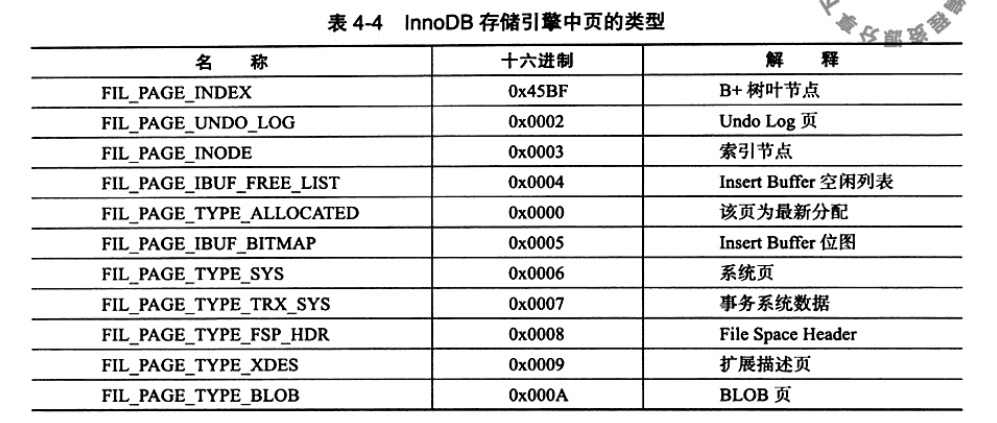 表 4-4 InnoDB 存储引擎中页的类型
名 称 十六进制 解 释
FIL_PAGE_INDEX 0x45BF B+ 树叶节点
FIL_PAGE_UNDO_LOG 0x0002 Undo Log 页
FIL_PAGE_INODE 0x0003 索引节点
FIL_PAGE_IBUF_FREE_LIST 0x0004 Insert Buffer 空闲列表
FIL_PAGE_TYPE_ALLOCATED 0x0000 该页为最新分配
FIL_PAGE_IBUF_BITMAP 0x0005 Insert Buffer 位图
FIL_PAGE_TYPE_SYS 0x0006 系统页
FIL_PAGE_TYPE_TRX_SYS 0x0007 事务系统数据
FIL_PAGE_TYPE_FSP_HDR 0x0008 File Space Header
FIL_PAGE_TYPE_XDES 0x0009 扩展描述页
FIL_PAGE_TYPE_BLOB 0x000A BLOB 页